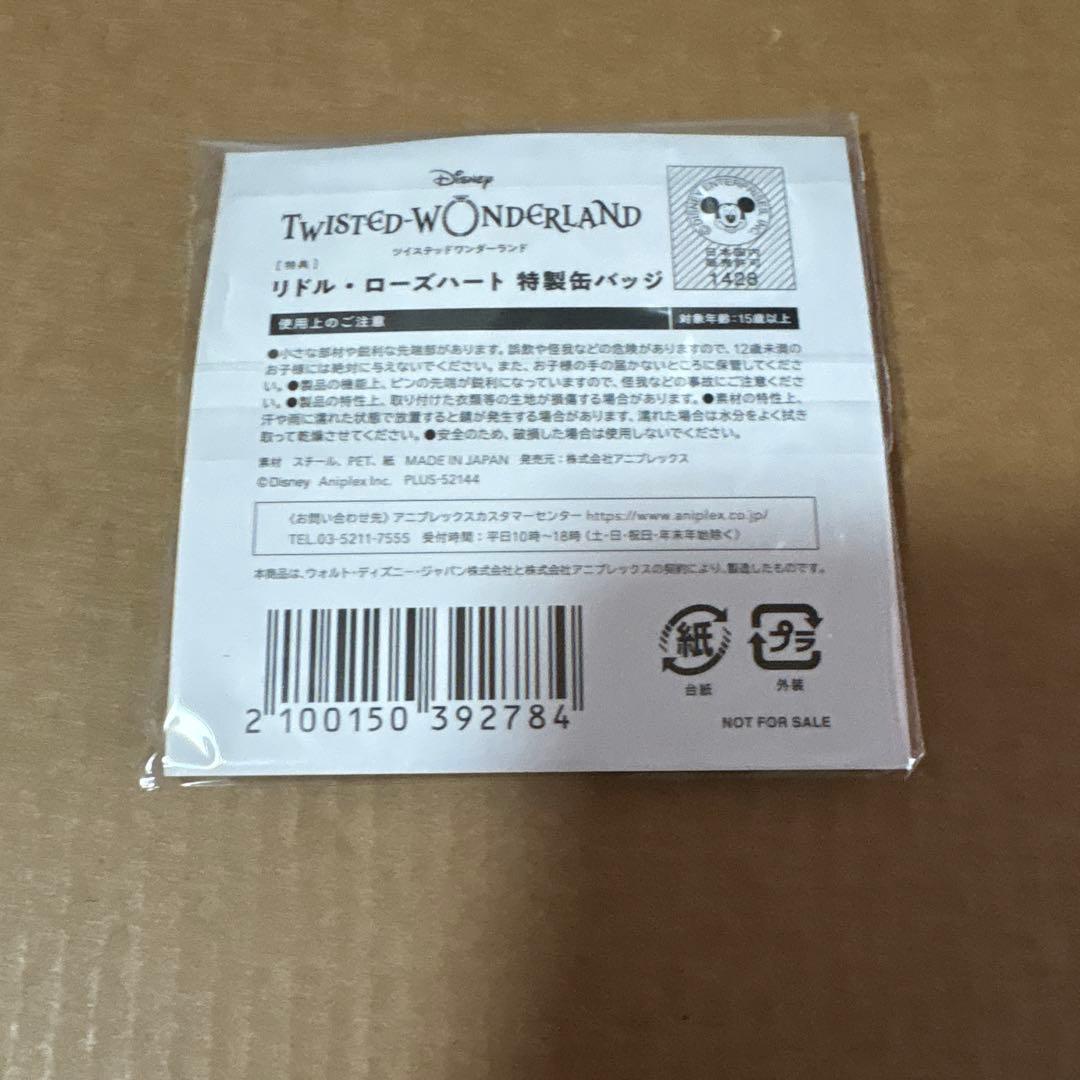 Disney
TWISTED-WONDERLAND
ツイステッドワンダーランド
[特典]
リドル・ローズハート 特製缶バッジ
©DISNEY ENTERPRISES, INC.
日本国内
販売許可
1428
使用上のご注意
対象年齢：15歳以上
●小さな部材や鋭利な先端部があります。誤飲や怪我などの危険がありますので、12歳未満の
お子様には絶対に与えないでください。また、お子様の手の届かないところに保管してくださ
い。●製品の機能上、ピンの先端が鋭利になっていますので、怪我などの事故にご注意くださ
い。●製品の特性上、取り付けた衣類等の生地が損傷する場合があります。●素材の特性上、
汗や雨に濡れた状態で放置すると錆が発生する場合があります。濡れた場合は水分をよく拭き
取って乾燥させてください。●安全のため、破損した場合は使用しないでください。
素材 スチール、PET、紙 MADE IN JAPAN 発売元：株式会社アニプレックス
©Disney Aniplex Inc. PLUS-52144
《お問い合わせ先》アニプレックスカスタマーセンター https://www.aniplex.co.jp/
TEL.03-5211-7555 受付時間：平日10時〜18時（土・日・祝日・年末年始除く）
本商品は、ウォルト・ディズニー・ジャパン株式会社と株式会社アニプレックスの契約により、製造したものです。
2 100150 392784
紙
台紙
プラ
外装
NOT FOR SALE